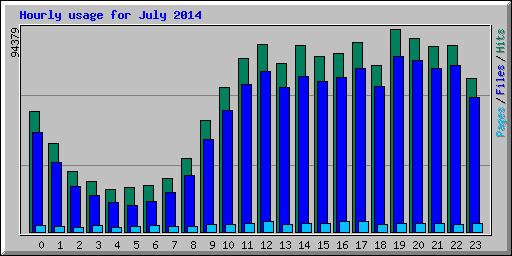 Hourly usage for July 2014
94379
Pages / Files / Hits
0 1 2 3 4 5 6 7 8 9 10 11 12 13 14 15 16 17 18 19 20 21 22 23